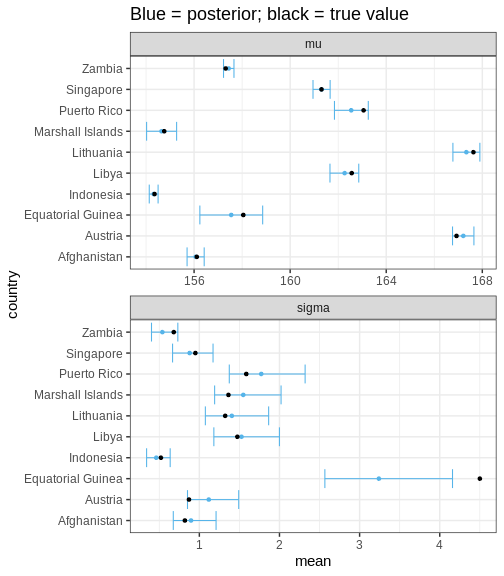 Blue = posterior; black = true value
mu
Zambia
Singapore
Puerto Rico
Marshall Islands
Lithuania
Libya
Indonesia
Equatorial Guinea
Austria
Afghanistan
156 160 164 168
country
sigma
Zambia
Singapore
Puerto Rico
Marshall Islands
Lithuania
Libya
Indonesia
Equatorial Guinea
Austria
Afghanistan
1 2 3 4
mean